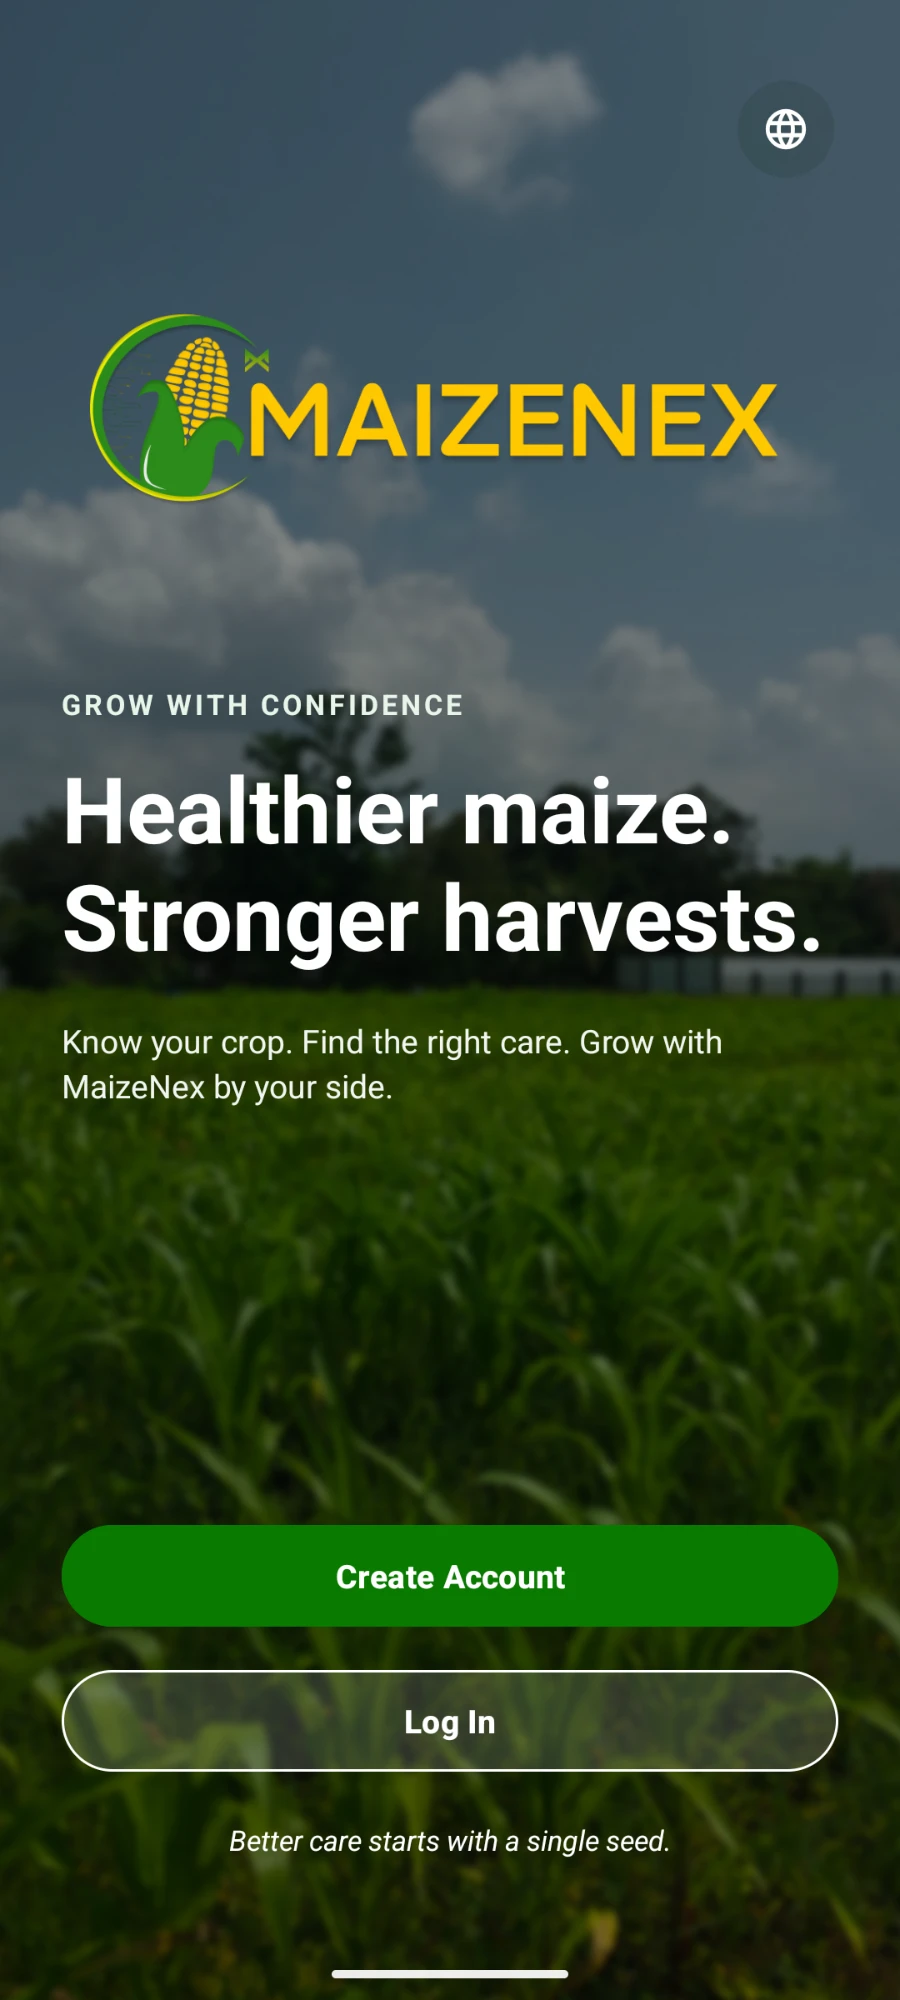 MAIZENEX
GROW WITH CONFIDENCE
Healthier maize.
Stronger harvests.
Know your crop. Find the right care. Grow with
MaizeNex by your side.
Create Account
Log In
Better care starts with a single seed.